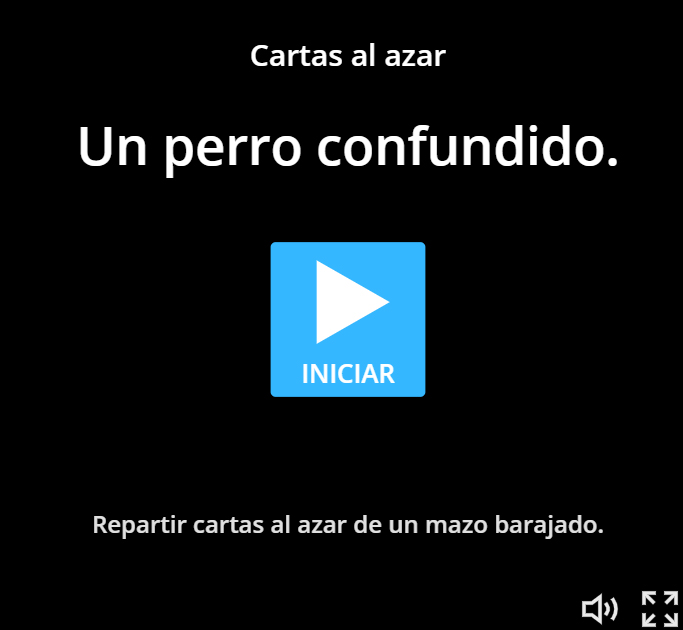 Cartas al azar
Un perro confundido.
INICIAR
Repartir cartas al azar de un mazo barajado.